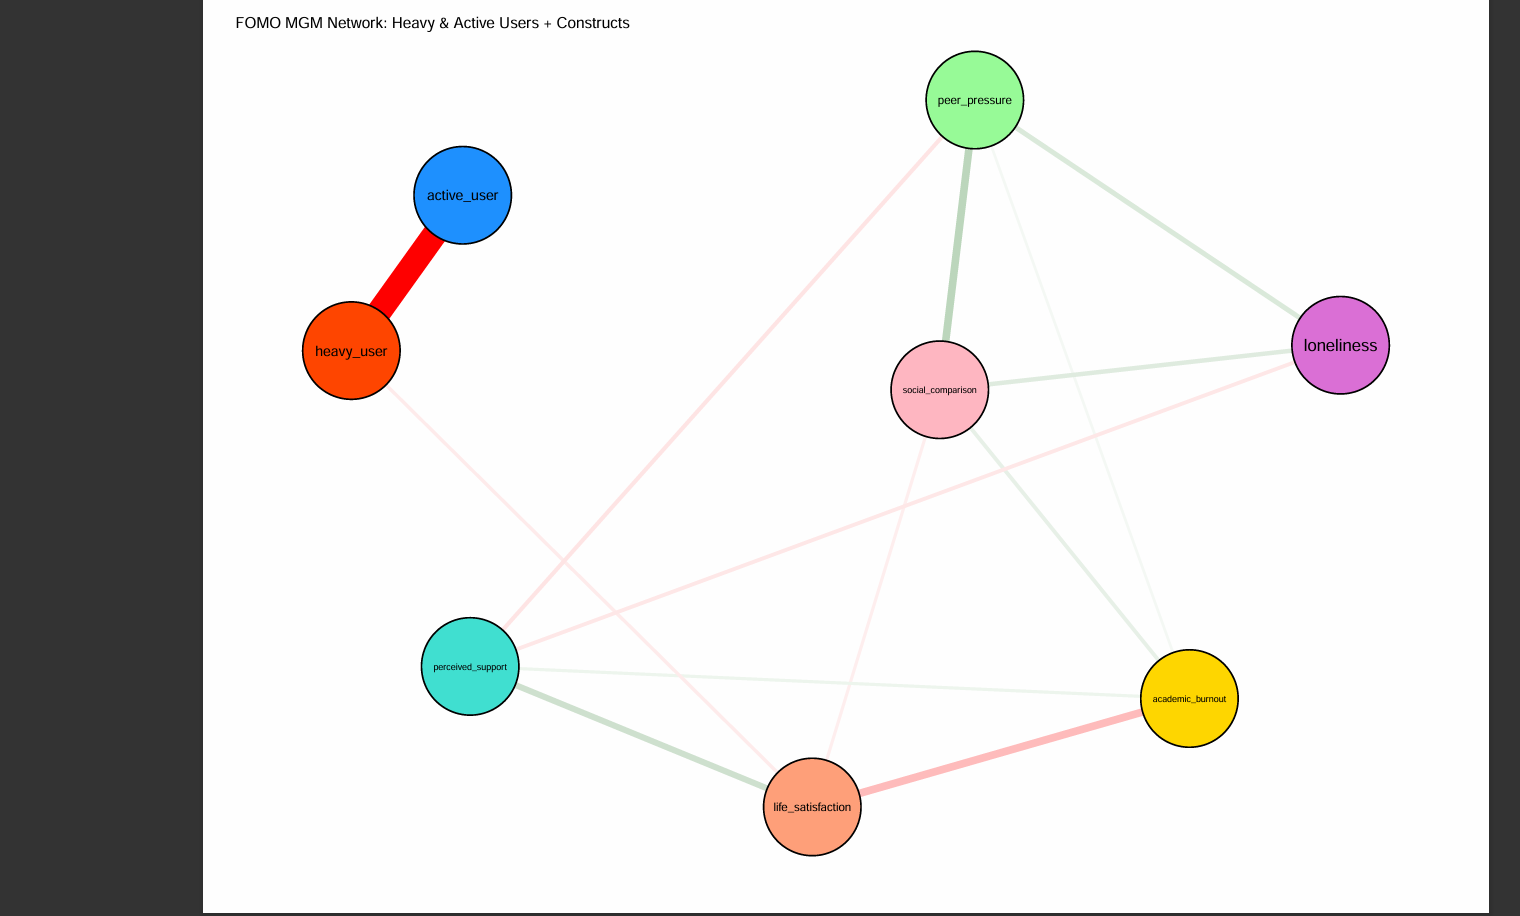 FOMO MGM Network: Heavy & Active Users + Constructs
peer_pressure
active_user
loneliness
heavy_user
social_comparison
perceived_support
academic_burnout
life_satisfaction